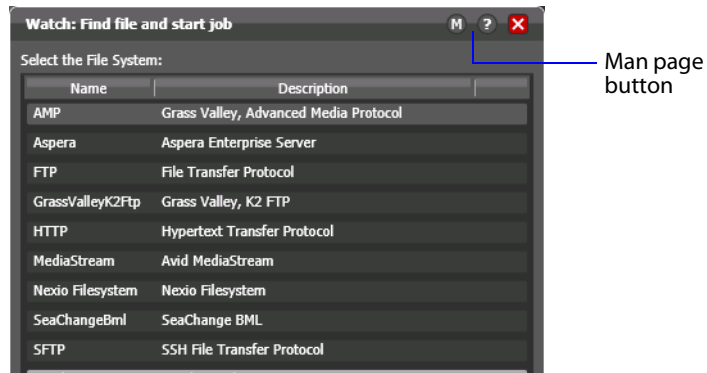 Watch: Find file and start job
M ?
Man page
button
Select the File System:
Name Description
AMP Grass Valley, Advanced Media Protocol
Aspera Aspera Enterprise Server
FTP File Transfer Protocol
GrassValleyK2Ftp Grass Valley, K2 FTP
HTTP Hypertext Transfer Protocol
MediaStream Avid MediaStream
Nexio Filesystem Nexio Filesystem
SeaChangeBml SeaChange BML
SFTP SSH File Transfer Protocol